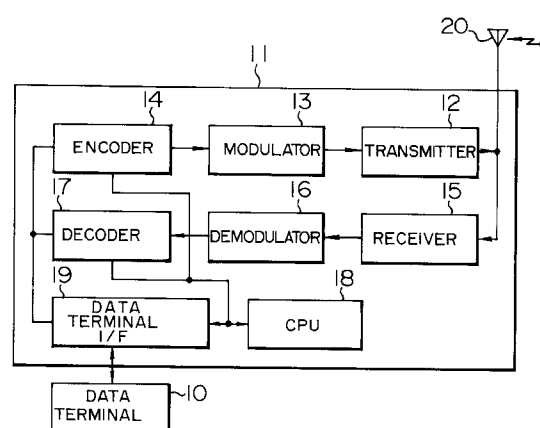 20
11
14
13
12
ENCODER
MODULATOR
TRANSMITTER
17
16
15
DECODER
DEMODULATOR
RECEIVER
19
18
DATA
TERMINAL
I/F
CPU
DATA
TERMINAL
10